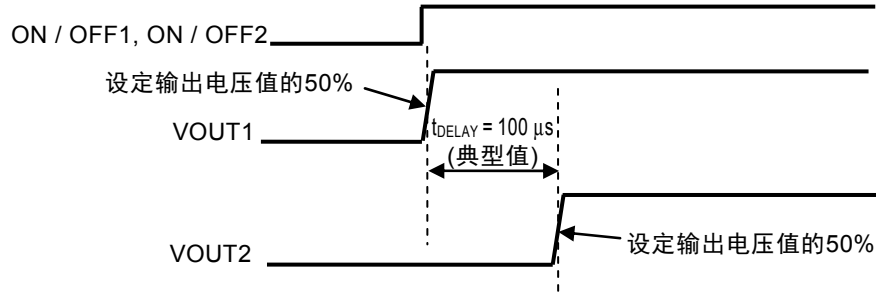 ON / OFF1, ON / OFF2
设定输出电压值的50%
VOUT1
tDELAY = 100 μs
(典型值)
VOUT2
设定输出电压值的50%